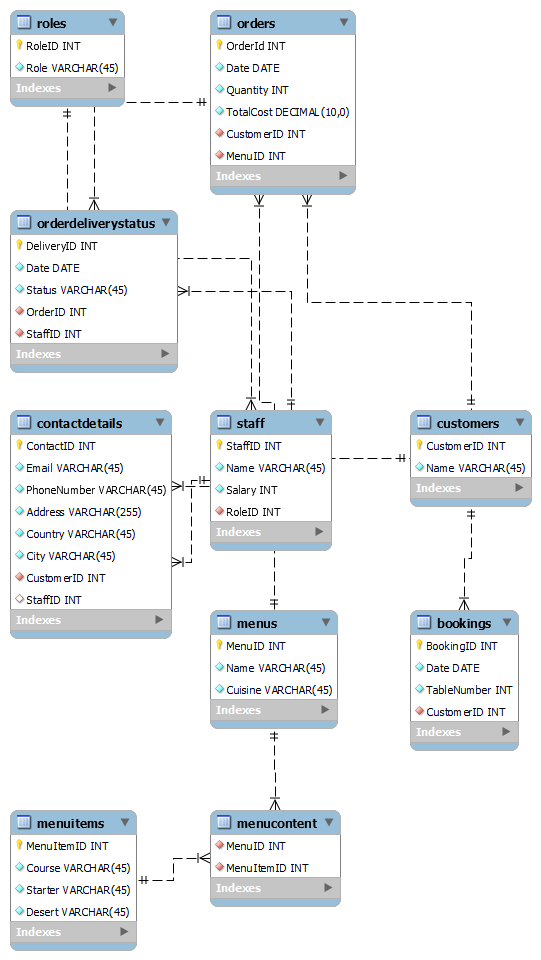 roles
RoleID INT
Role VARCHAR(45)
Indexes
orders
OrderId INT
Date DATE
Quantity INT
TotalCost DECIMAL(10,0)
CustomerID INT
MenuID INT
Indexes
orderdeliverystatus
DeliveryID INT
Date DATE
Status VARCHAR(45)
OrderID INT
StaffID INT
Indexes
contactdetails
ContactID INT
Email VARCHAR(45)
PhoneNumber VARCHAR(45)
Address VARCHAR(255)
Country VARCHAR(45)
City VARCHAR(45)
CustomerID INT
StaffID INT
Indexes
staff
StaffID INT
Name VARCHAR(45)
Salary INT
RoleID INT
Indexes
customers
CustomerID INT
Name VARCHAR(45)
Indexes
menus
MenuID INT
Name VARCHAR(45)
Cuisine VARCHAR(45)
Indexes
bookings
BookingID INT
Date DATE
TableNumber INT
CustomerID INT
Indexes
menuitems
MenuItemID INT
Course VARCHAR(45)
Starter VARCHAR(45)
Desert VARCHAR(45)
Indexes
menucontent
MenuID INT
MenuItemID INT
Indexes